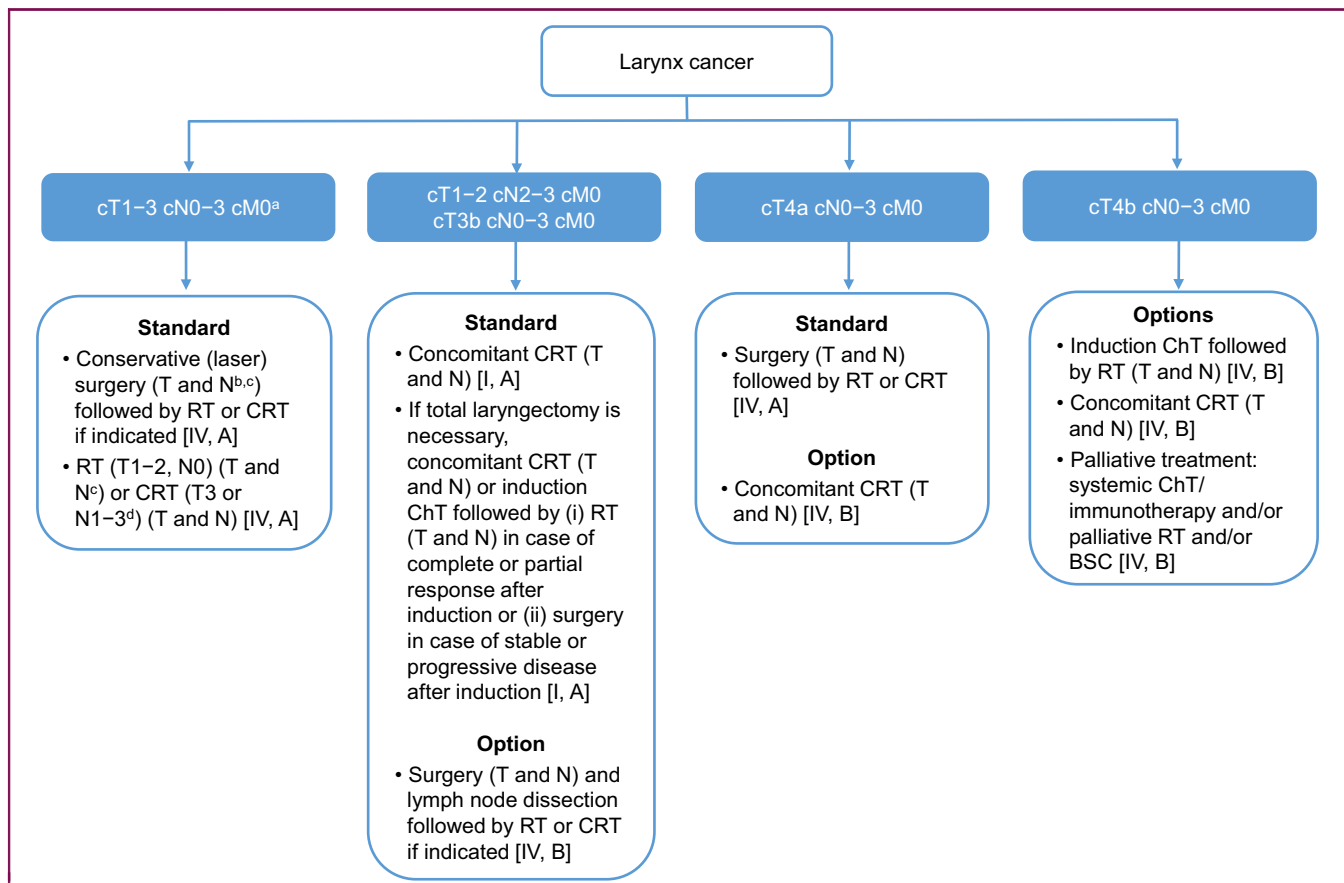 Larynx cancer
cT1−3 cN0−3 cM0ᵃ
Standard
• Conservative (laser)
surgery (T and Nᵇ,ᶜ)
followed by RT or CRT
if indicated [IV, A]
• RT (T1−2, N0) (T and
Nᶜ) or CRT (T3 or
N1−3ᵈ) (T and N) [IV, A]
cT1−2 cN2−3 cM0
cT3b cN0−3 cM0
Standard
• Concomitant CRT (T
and N) [I, A]
• If total laryngectomy is
necessary,
concomitant CRT (T
and N) or induction
ChT followed by (i) RT
(T and N) in case of
complete or partial
response after
induction or (ii) surgery
in case of stable or
progressive disease
after induction [I, A]
Option
• Surgery (T and N) and
lymph node dissection
followed by RT or CRT
if indicated [IV, B]
cT4a cN0−3 cM0
Standard
• Surgery (T and N)
followed by RT or CRT
[IV, A]
Option
• Concomitant CRT (T
and N) [IV, B]
cT4b cN0−3 cM0
Options
• Induction ChT followed
by RT (T and N) [IV, B]
• Concomitant CRT (T
and N) [IV, B]
• Palliative treatment:
systemic ChT/
immunotherapy and/or
palliative RT and/or
BSC [IV, B]